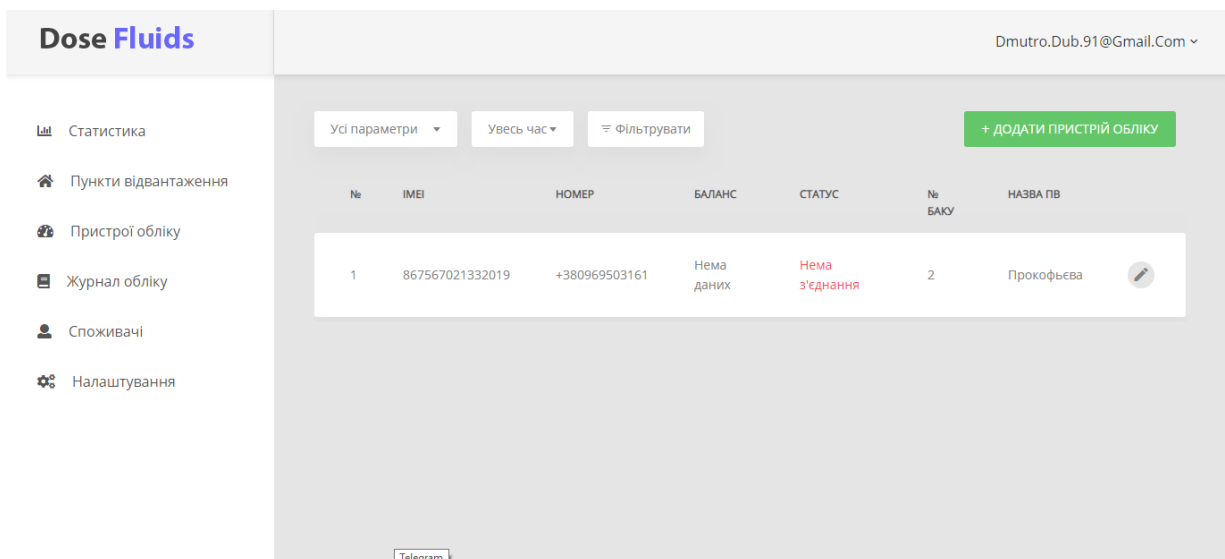 Dose Fluids
Dmutro.Dub.91@Gmail.Com
Статистика
Пункти відвантаження
Пристрої обліку
Журнал обліку
Споживачі
Налаштування
Усі параметри
Увесь час
Фільтрувати
+ ДОДАТИ ПРИСТРІЙ ОБЛІКУ
№ IMEI НОМЕР БАЛАНС СТАТУС № БАКУ НАЗВА ПВ
1 867567021332019 +380969503161 Нема даних Нема з'єднання 2 Прокофьєва
Telegram